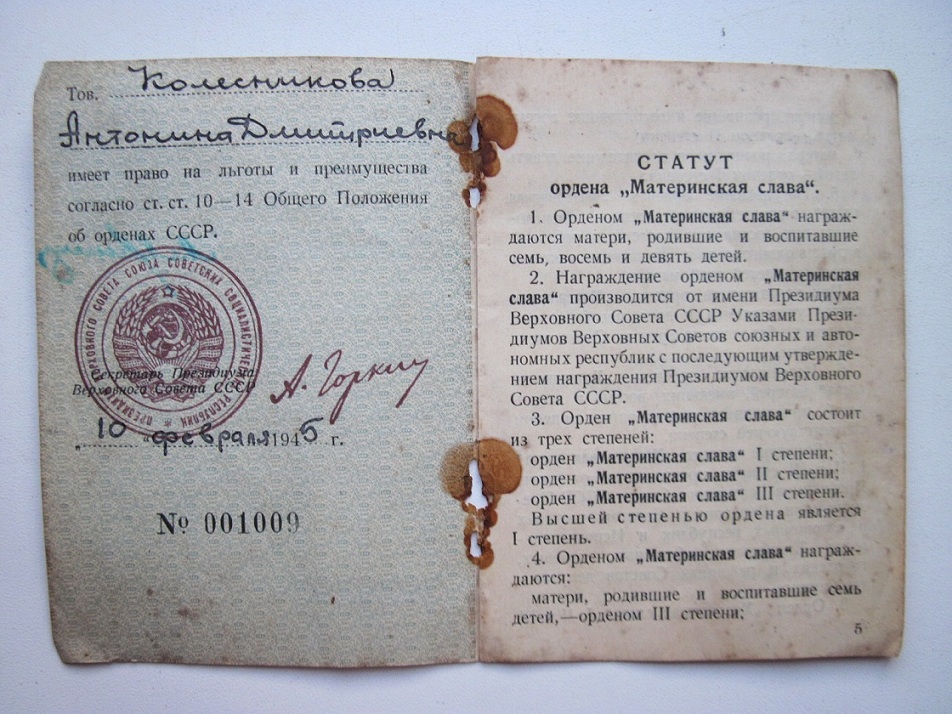 Тов. Колесникова
Антонина Дмитриевна
имеет право на льготы и преимущества
согласно ст. ст. 10—14 Общего Положения
об орденах СССР.
ВЕРХОВНОГО СОВЕТА СОЮЗА СОВЕТСКИХ СОЦИАЛИСТИЧЕСКИХ РЕСПУБЛИК
Секретарь Президиума
Верховного Совета СССР
А. Горкин
„10 “ февраля 1945 г.
№ 001009
СТАТУТ
ордена „Материнская слава“.
1. Орденом „Материнская слава“ награж-
даются матери, родившие и воспитавшие
семь, восемь и девять детей.
2. Награждение орденом „Материнская
слава“ производится от имени Президиума
Верховного Совета СССР Указами Прези-
диумов Верховных Советов союзных и авто-
номных республик с последующим утвержде-
нием награждения Президиумом Верховного
Совета СССР.
3. Орден „Материнская слава“ состоит
из трех степеней:
орден „Материнская слава“ I степени;
орден „Материнская слава“ II степени;
орден „Материнская слава“ III степени.
Высшей степенью ордена является
I степень.
4. Орденом „Материнская слава“ награж-
даются:
матери, родившие и воспитавшие семь
детей,—орденом III степени;
5